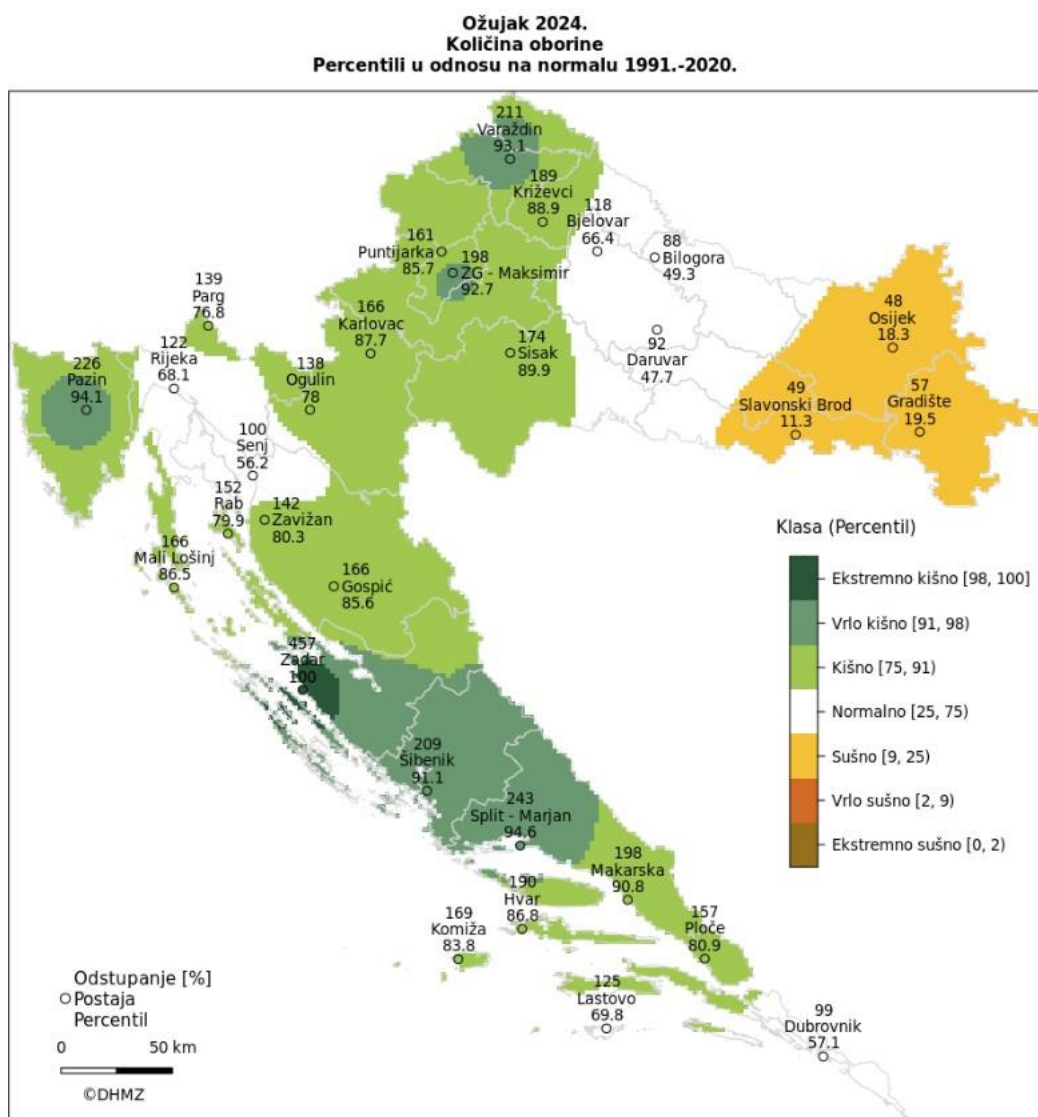 Ožujak 2024.
Količina oborine
Percentili u odnosu na normalu 1991.-2020.
211
Varaždin
93.1
189
Križevci
88.9
118
Bjelovar
66.4
88
Bilogora
49.3
161
Puntijarka
85.7
198
ZG - Maksimir
92.7
139
Parg
76.8
166
Karlovac
87.7
174
Sisak
89.9
92
Daruvar
47.7
48
Osijek
18.3
122
Rijeka
68.1
226
Pazin
94.1
138
Ogulin
78
49
Slavonski Brod
11.3
57
Gradište
19.5
100
Senj
56.2
152
Rab
79.9
142
Zavižan
80.3
166
Mali Lošinj
86.5
166
Gospić
85.6
457
Zadar
100
209
Šibenik
91.1
243
Split - Marjan
94.6
198
Makarska
90.8
190
Hvar
86.8
169
Komiža
83.8
157
Ploče
80.9
125
Lastovo
69.8
99
Dubrovnik
57.1
Klasa (Percentil)
Ekstremno kišno [98, 100]
Vrlo kišno [91, 98)
Kišno [75, 91)
Normalno [25, 75)
Sušno [9, 25)
Vrlo sušno [2, 9)
Ekstremno sušno [0, 2)
Odstupanje [%]
Postaja
Percentil
0 50 km
©DHMZ